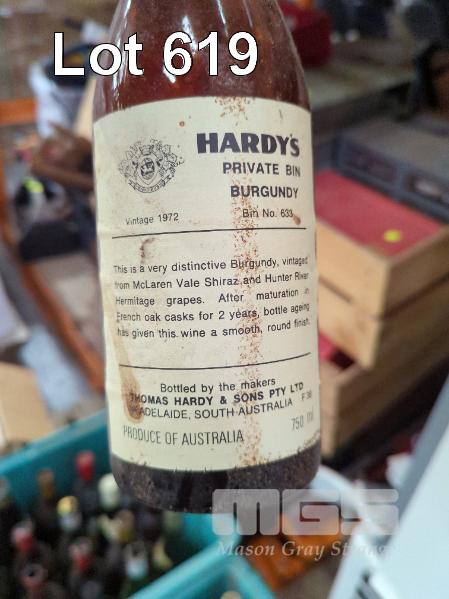 Lot 619
HARDY'S
PRIVATE BIN
BURGUNDY
Vintage 1972
Bin No. 633
This is a very distinctive Burgundy, vintaged
from McLaren Vale Shiraz and Hunter River
Hermitage grapes. After maturation in
French oak casks for 2 years, bottle ageing
has given this wine a smooth, round finish.
Bottled by the makers
THOMAS HARDY & SONS PTY LTD
ADELAIDE, SOUTH AUSTRALIA
PRODUCE OF AUSTRALIA
750 ml
MGS
Mason Gray Strange